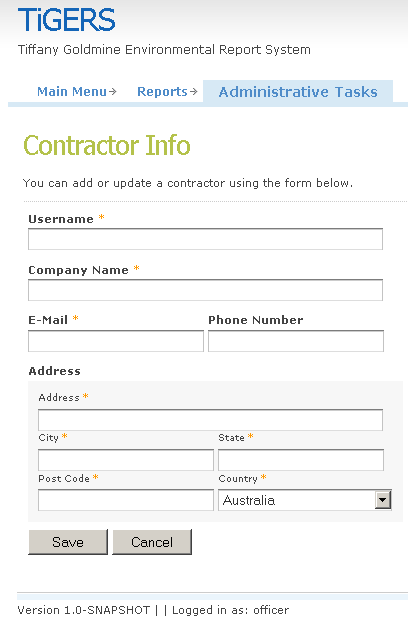 TiGERS
Tiffany Goldmine Environmental Report System
Main Menu Reports Administrative Tasks
Contractor Info
You can add or update a contractor using the form below.
Username *
Company Name *
E-Mail * Phone Number
Address
Address *
City * State *
Post Code * Country *
Australia
Save Cancel
Version 1.0-SNAPSHOT | | Logged in as: officer